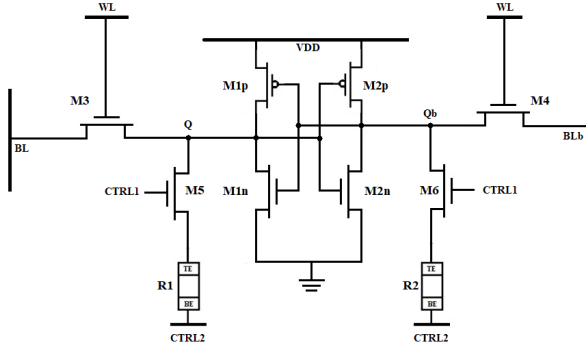 WL
WL
VDD
M1p
M2p
M3
M4
Q
Qb
BL
BLb
CTRL1
M5
M1n
M2n
M6
CTRL1
TE
R1
BE
TE
R2
BE
CTRL2
CTRL2